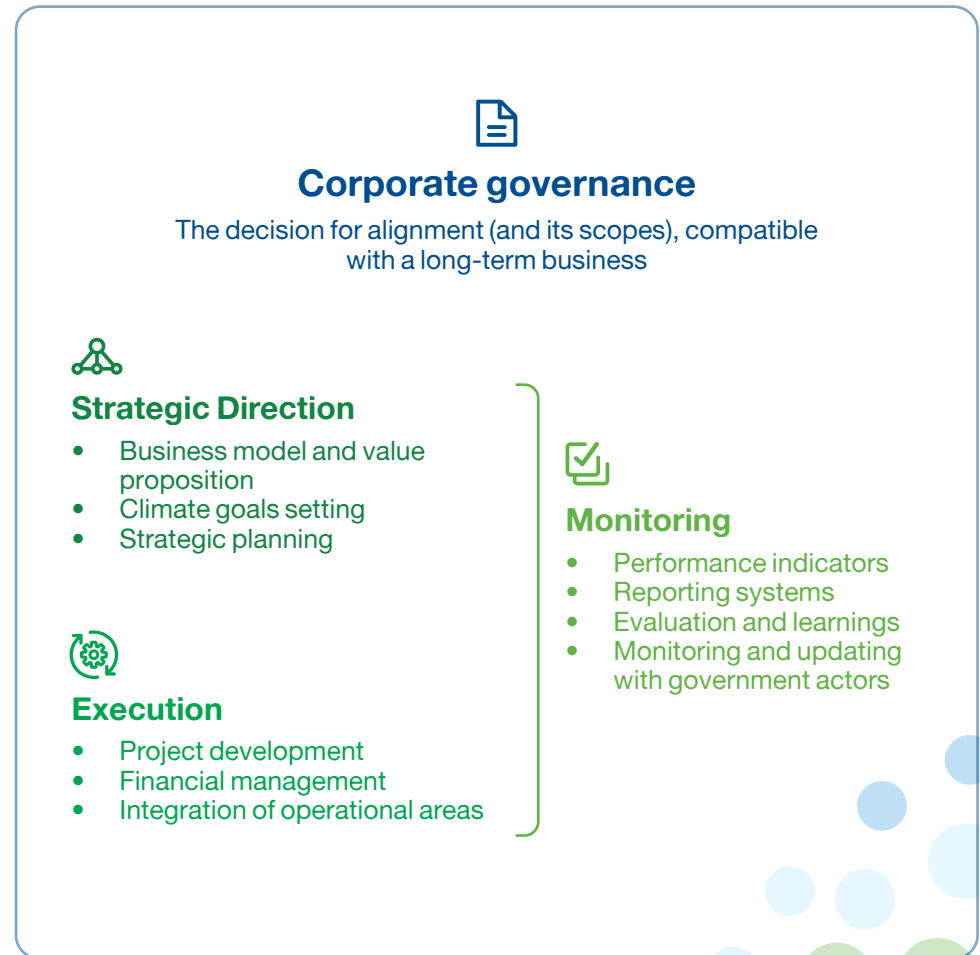 Corporate governance
The decision for alignment (and its scopes), compatible
with a long-term business
Strategic Direction
• Business model and value
proposition
• Climate goals setting
• Strategic planning
Execution
• Project development
• Financial management
• Integration of operational areas
Monitoring
• Performance indicators
• Reporting systems
• Evaluation and learnings
• Monitoring and updating
with government actors